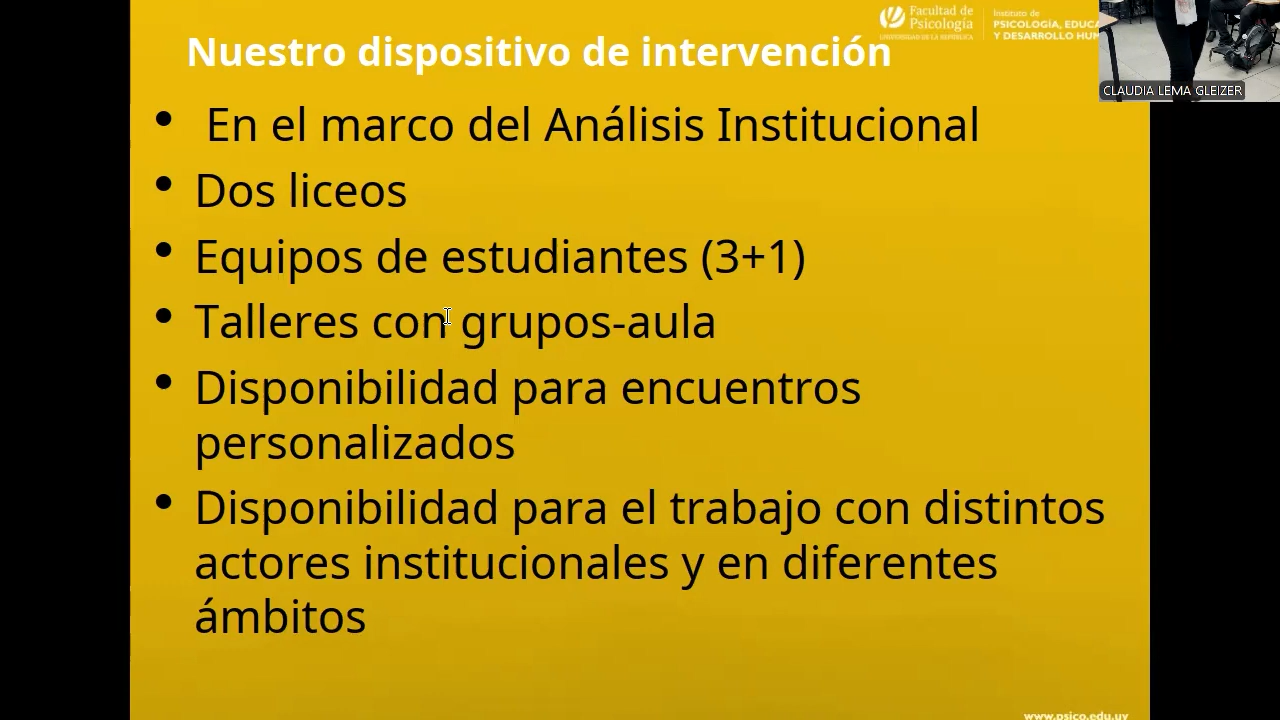 Facultad de
Psicología
UNIVERSIDAD DE LA REPÚBLICA
Instituto de
PSICOLOGÍA, EDUCA
Y DESARROLLO HUM
Nuestro dispositivo de intervención
CLAUDIA LEMA GLEIZER
• En el marco del Análisis Institucional
• Dos liceos
• Equipos de estudiantes (3+1)
• Talleres con grupos-aula
• Disponibilidad para encuentros
personalizados
• Disponibilidad para el trabajo con distintos
actores institucionales y en diferentes
ámbitos
www.psico.edu.uy